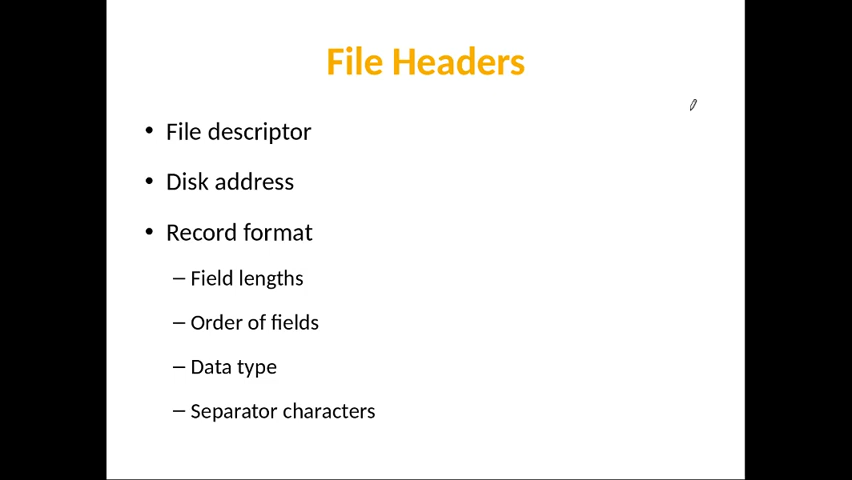 File Headers
• File descriptor
• Disk address
• Record format
– Field lengths
– Order of fields
– Data type
– Separator characters